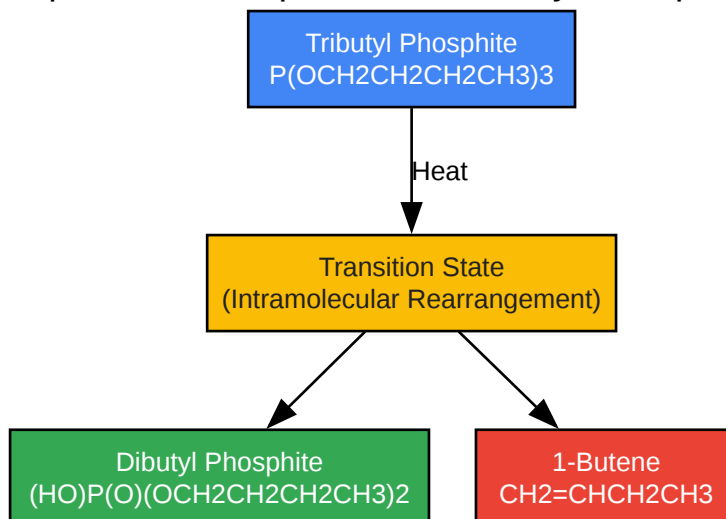 Tributyl Phosphite
P(OCH2CH2CH2CH3)3
Heat
Transition State
(Intramolecular Rearrangement)
Dibutyl Phosphite
(HO)P(O)(OCH2CH2CH2CH3)2
1-Butene
CH2=CHCH2CH3